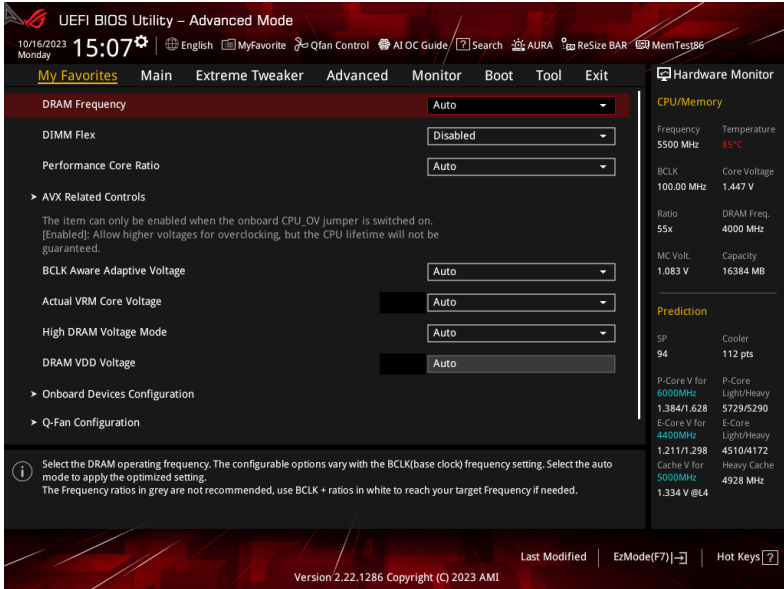 UEFI BIOS Utility – Advanced Mode
10/16/2023 Monday 15:07 English MyFavorite Qfan Control AI OC Guide ? Search AURA ReSize BAR MemTest86
My Favorites Main Extreme Tweaker Advanced Monitor Boot Tool Exit
DRAM Frequency Auto
DIMM Flex Disabled
Performance Core Ratio Auto
AVX Related Controls
The item can only be enabled when the onboard CPU_OV jumper is switched on.
[Enabled]: Allow higher voltages for overclocking, but the CPU lifetime will not be
guaranteed.
BCLK Aware Adaptive Voltage Auto
Actual VRM Core Voltage Auto
High DRAM Voltage Mode Auto
DRAM VDD Voltage Auto
Onboard Devices Configuration
Q-Fan Configuration
Hardware Monitor
CPU/Memory
Frequency Temperature
5500 MHz 85°C
BCLK Core Voltage
100.00 MHz 1.447 V
Ratio DRAM Freq.
55x 4000 MHz
MC Volt. Capacity
1.083 V 16384 MB
Prediction
SP Cooler
94 112 pts
P-Core V for P-Core
6000MHz Light/Heavy
1.384/1.628 5729/5290
E-Core V for E-Core
4400MHz Light/Heavy
1.211/1.298 4510/4172
Cache V for Heavy Cache
5000MHz 4928 MHz
1.334 V @L4
i
Select the DRAM operating frequency. The configurable options vary with the BCLK(base clock) frequency setting. Select the auto
mode to apply the optimized setting.
The Frequency ratios in grey are not recommended, use BCLK + ratios in white to reach your target Frequency if needed.
Last Modified EzMode(F7) Hot Keys ?
Version 2.22.1286 Copyright (C) 2023 AMI